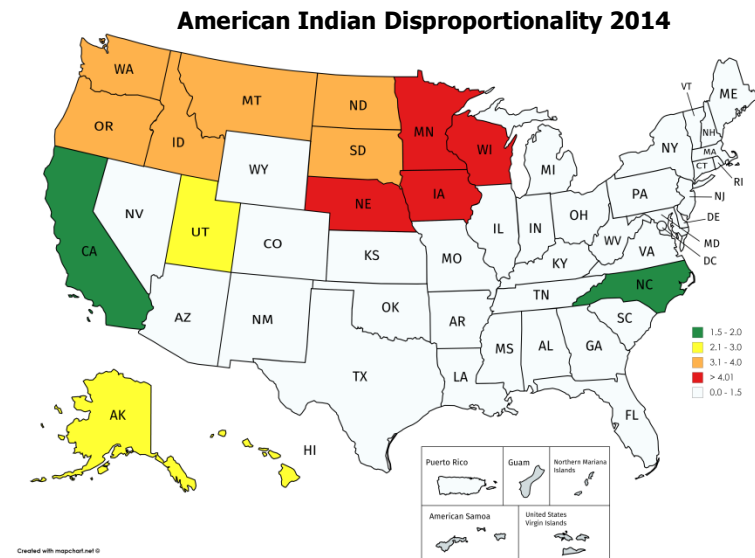 American Indian Disproportionality 2014
WA
MT
ND
MN
ME
VT
NH
OR
ID
SD
WI
NY
MA
CT
RI
MI
WY
IA
PA
NJ
NE
OH
DE
NV
UT
IL
IN
MD
CO
WV
VA
DC
CA
KS
MO
KY
NC
TN
AZ
NM
OK
AR
SC
MS
AL
GA
TX
LA
FL
1.5 - 2.0
2.1 - 3.0
3.1 - 4.0
> 4.01
0.0 - 1.5
AK
HI
Puerto Rico
Guam
Northern Mariana
Islands
American Samoa
United States
Virgin Islands
Created with mapchart.net ©